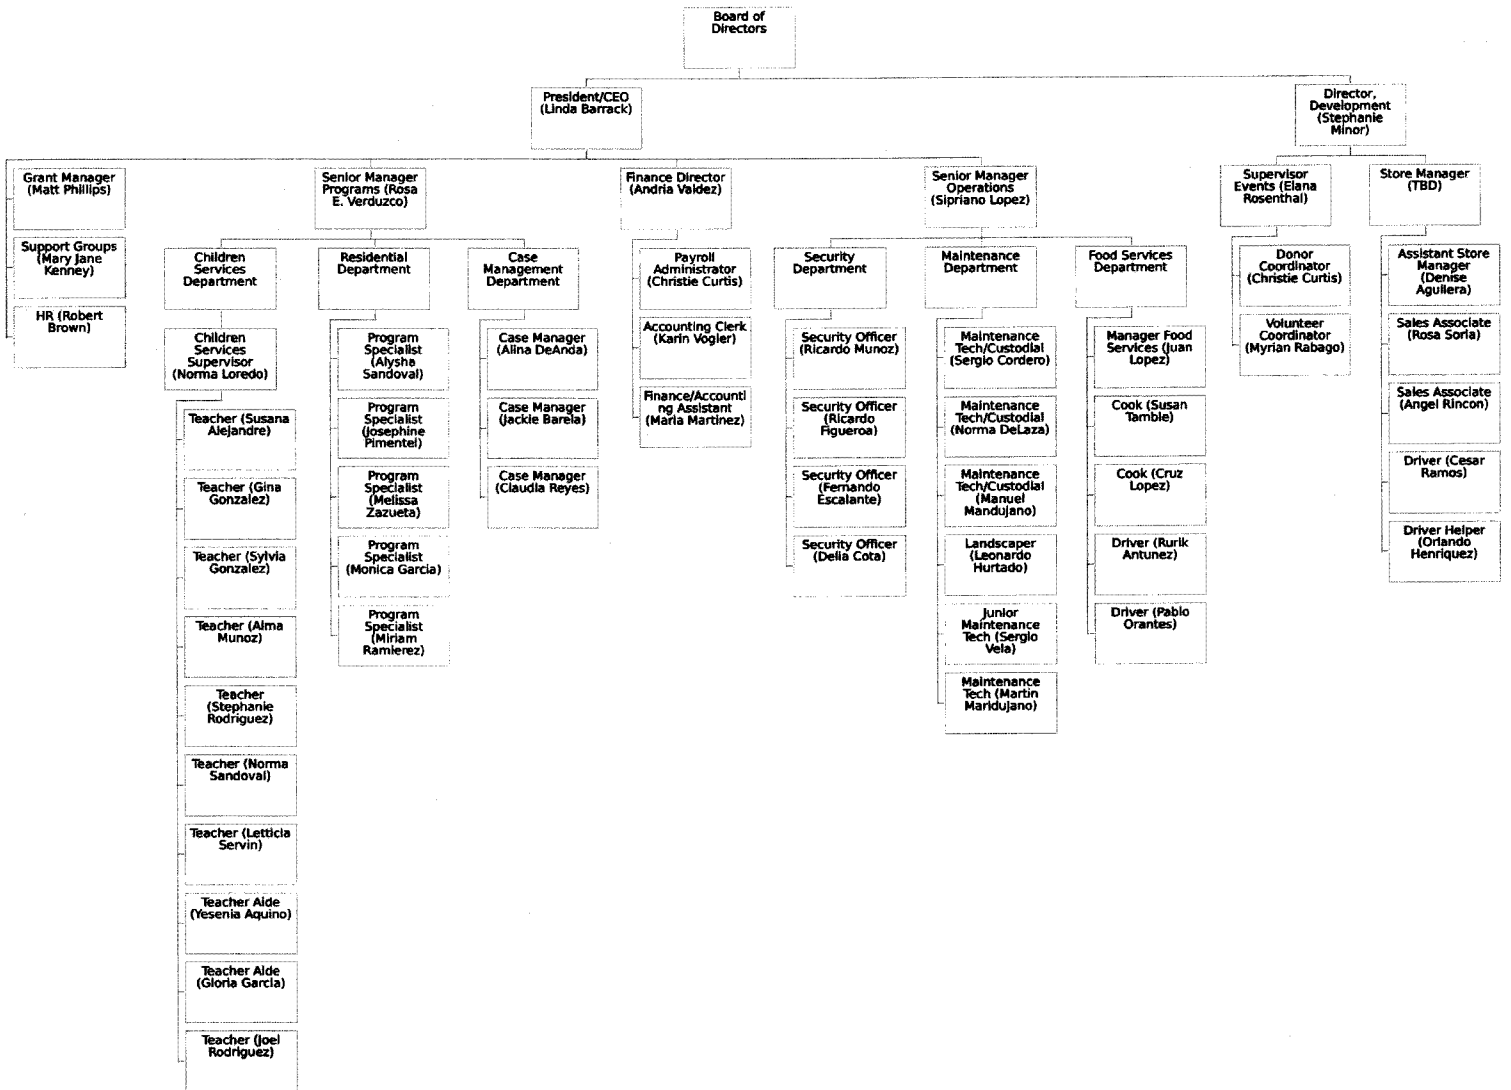 Board of
Directors
President/CEO
(Linda Barrack)
Director,
Development
(Stephanie
Minor)
Grant Manager
(Matt Phillips)
Support Groups
(Mary Jane
Kenney)
HR (Robert
Brown)
Senior Manager
Programs (Rosa
E. Verduzco)
Children
Services
Department
Children
Services
Supervisor
(Norma Loredo)
Teacher (Susana
Alejandre)
Teacher (Gina
Gonzalez)
Teacher (Sylvia
Gonzalez)
Teacher (Alma
Munoz)
Teacher
(Stephanie
Rodriguez)
Teacher (Norma
Sandoval)
Teacher (Letticia
Servin)
Teacher Aide
(Yesenia Aquino)
Teacher Aide
(Gloria Garcia)
Teacher (Joel
Rodriguez)
Residential
Department
Program
Specialist
(Alysha
Sandoval)
Program
Specialist
(Josephine
Pimentel)
Program
Specialist
(Melissa
Zazueta)
Program
Specialist
(Monica Garcia)
Program
Specialist
(Miriam
Ramierez)
Case
Management
Department
Case Manager
(Alina DeAnda)
Case Manager
(Jackie Barela)
Case Manager
(Claudia Reyes)
Finance Director
(Andria Valdez)
Payroll
Administrator
(Christie Curtis)
Accounting Clerk
(Karin Vogler)
Finance/Accounti
ng Assistant
(Maria Martinez)
Senior Manager
Operations
(Sipriano Lopez)
Security
Department
Security Officer
(Ricardo Munoz)
Security Officer
(Ricardo
Figueroa)
Security Officer
(Fernando
Escalante)
Security Officer
(Delia Cota)
Maintenance
Department
Maintenance
Tech/Custodial
(Sergio Cordero)
Maintenance
Tech/Custodial
(Norma DeLaza)
Maintenance
Tech/Custodial
(Manuel
Mandujano)
Landscaper
(Leonardo
Hurtado)
Junior
Maintenance
Tech (Sergio
Vela)
Maintenance
Tech (Martin
Maridujano)
Food Services
Department
Manager Food
Services (Juan
Lopez)
Cook (Susan
Tamble)
Cook (Cruz
Lopez)
Driver (Rurik
Antunez)
Driver (Pablo
Orantes)
Supervisor
Events (Elana
Rosenthal)
Donor
Coordinator
(Christie Curtis)
Volunteer
Coordinator
(Myrian Rabago)
Store Manager
(TBD)
Assistant Store
Manager
(Denise
Aguilera)
Sales Associate
(Rosa Soria)
Sales Associate
(Angel Rincon)
Driver (Cesar
Ramos)
Driver Helper
(Orlando
Henriquez)